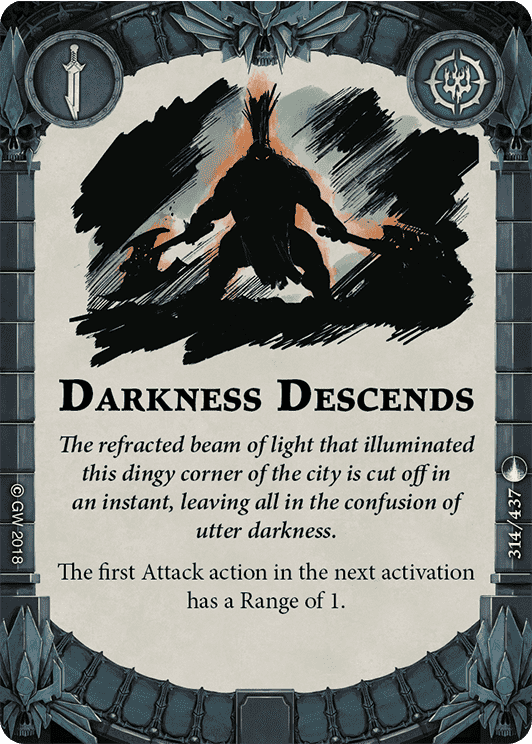 DARKNESS DESCENDS
The refracted beam of light that illuminated
this dingy corner of the city is cut off in
an instant, leaving all in the confusion of
utter darkness.
The first Attack action in the next activation
has a Range of 1.
© GW 2018
314/437